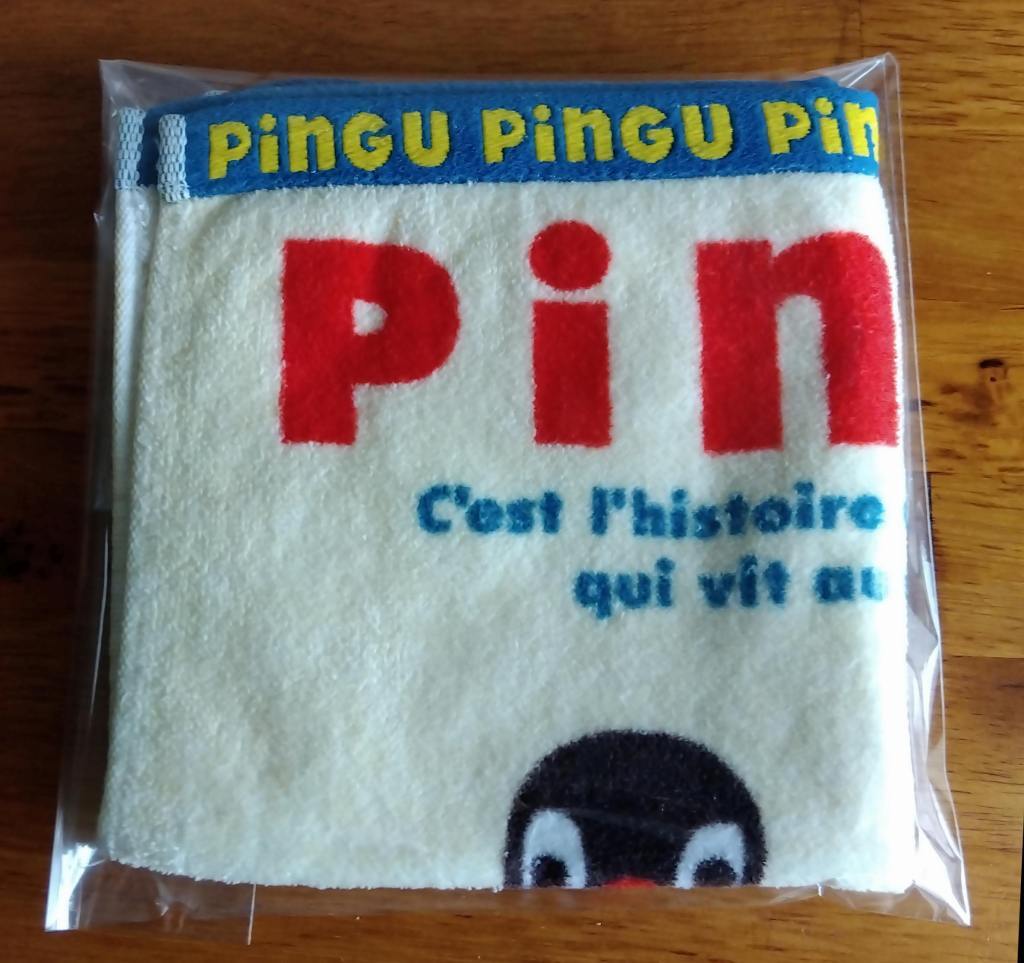 PiNGU PiNGU Pin
Pin
C'est l'histoire
qui vit au